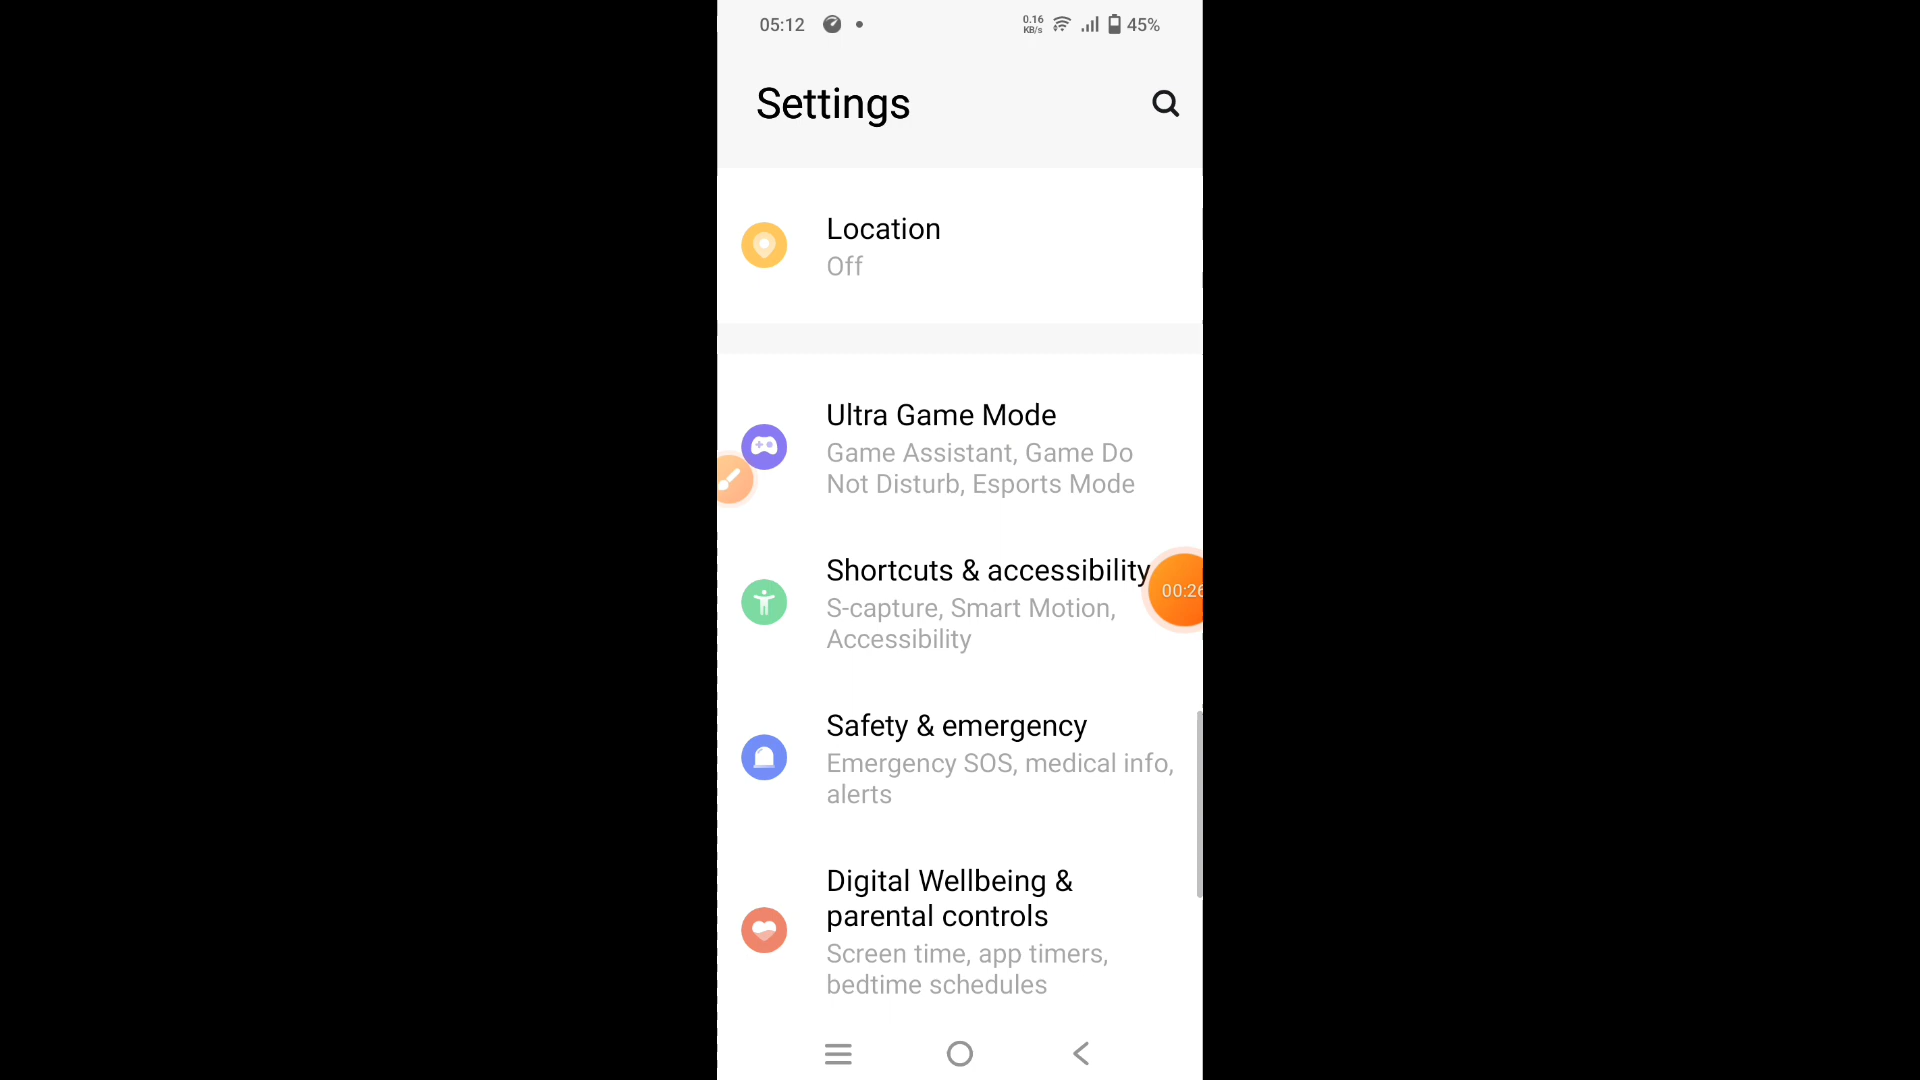 05:12
0.16
KB/s
45%
Settings
Location
Off
Ultra Game Mode
Game Assistant, Game Do
Not Disturb, Esports Mode
Shortcuts & accessibility
00:26
S-capture, Smart Motion,
Accessibility
Safety & emergency
Emergency SOS, medical info,
alerts
Digital Wellbeing &
parental controls
Screen time, app timers,
bedtime schedules